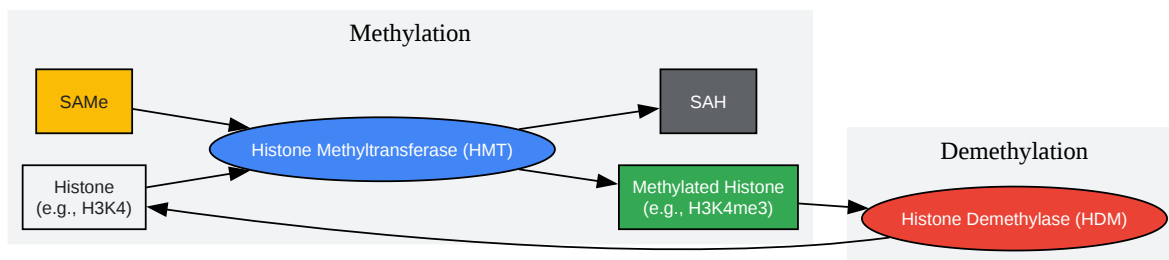 Methylation
SAMe
SAH
Histone Methyltransferase (HMT)
Histone
(e.g., H3K4)
Methylated Histone
(e.g., H3K4me3)
Demethylation
Histone Demethylase (HDM)